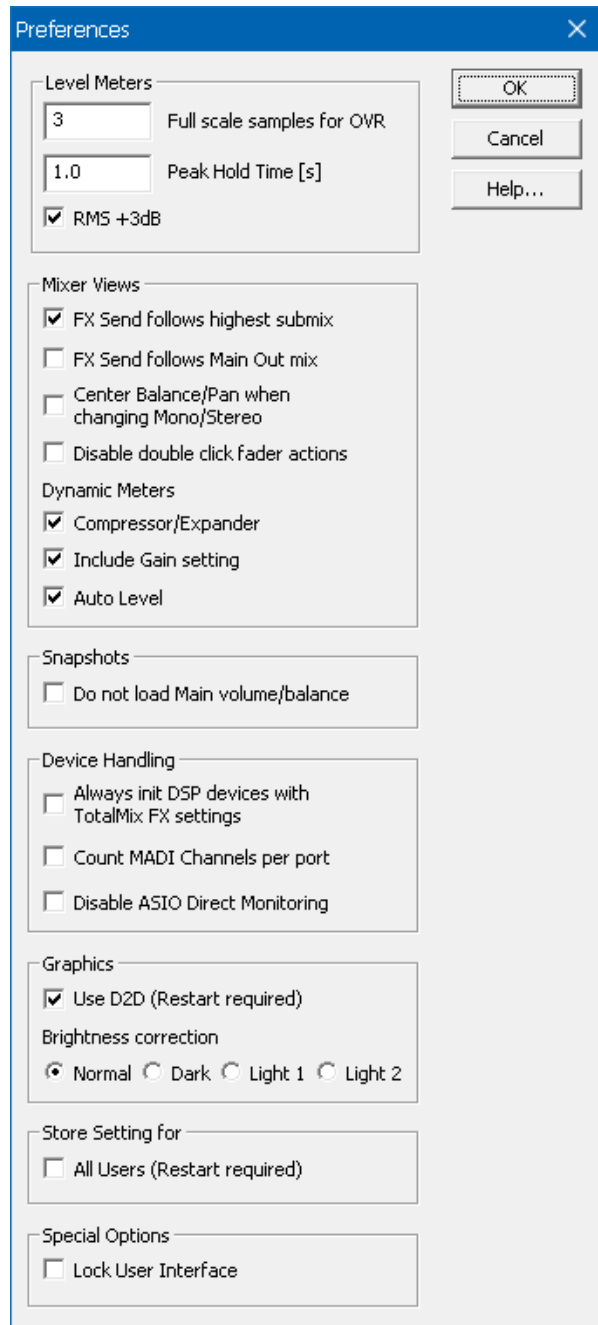 Preferences
Level Meters
3 Full scale samples for OVR
1.0 Peak Hold Time [s]
RMS +3dB
OK
Cancel
Help...
Mixer Views
FX Send follows highest submix
FX Send follows Main Out mix
Center Balance/Pan when
changing Mono/Stereo
Disable double click fader actions
Dynamic Meters
Compressor/Expander
Include Gain setting
Auto Level
Snapshots
Do not load Main volume/balance
Device Handling
Always init DSP devices with
TotalMix FX settings
Count MADI Channels per port
Disable ASIO Direct Monitoring
Graphics
Use D2D (Restart required)
Brightness correction
Normal Dark Light 1 Light 2
Store Setting for
All Users (Restart required)
Special Options
Lock User Interface